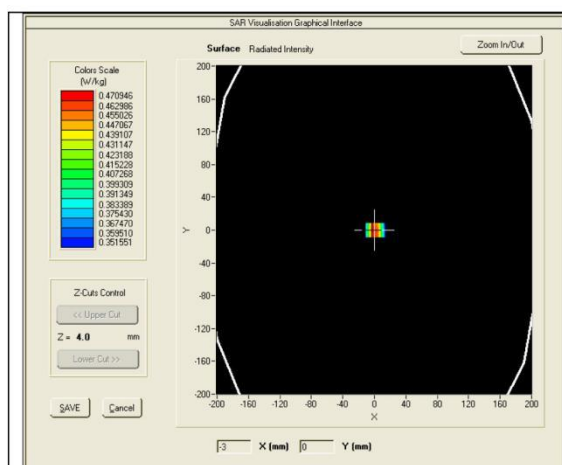 SAR Visualisation Graphical Interface
Surface Radiated Intensity
Zoom In/Out
Colors Scale
(W/kg)
0.470946
0.462986
0.455026
0.447067
0.439107
0.431147
0.423188
0.415228
0.407268
0.399309
0.391349
0.383389
0.375430
0.367470
0.359510
0.351551
200
160
120
80
40
0
-40
-80
-120
-160
-200
Y
-200 -160 -120 -80 -40 0 40 80 120 160 200
X
Z-Cuts Control
<< Upper Cut
Z = 4.0 mm
Lower Cut >>
SAVE Cancel
-3 X (mm) 0 Y (mm)